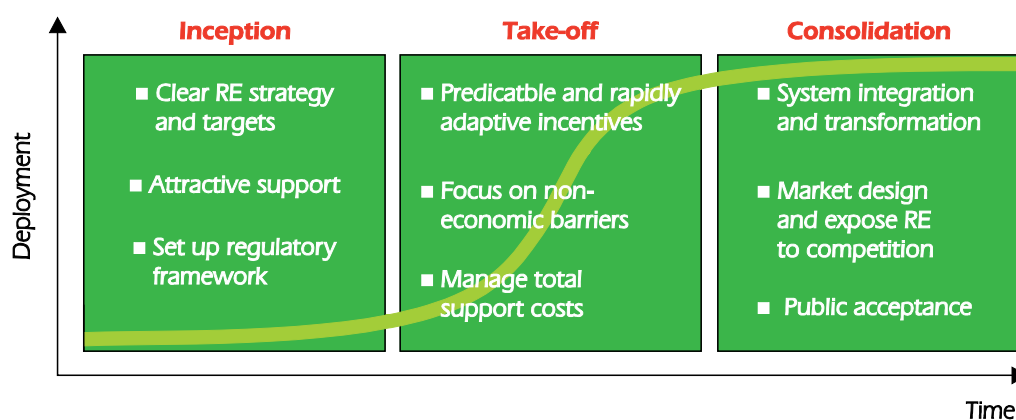 Inception
Take-off
Consolidation
Deployment
■ Clear RE strategy
and targets
■ Attractive support
■ Set up regulatory
framework
■ Predicatble and rapidly
adaptive incentives
■ Focus on non-
economic barriers
■ Manage total
support costs
■ System integration
and transformation
■ Market design
and expose RE
to competition
■ Public acceptance
Time